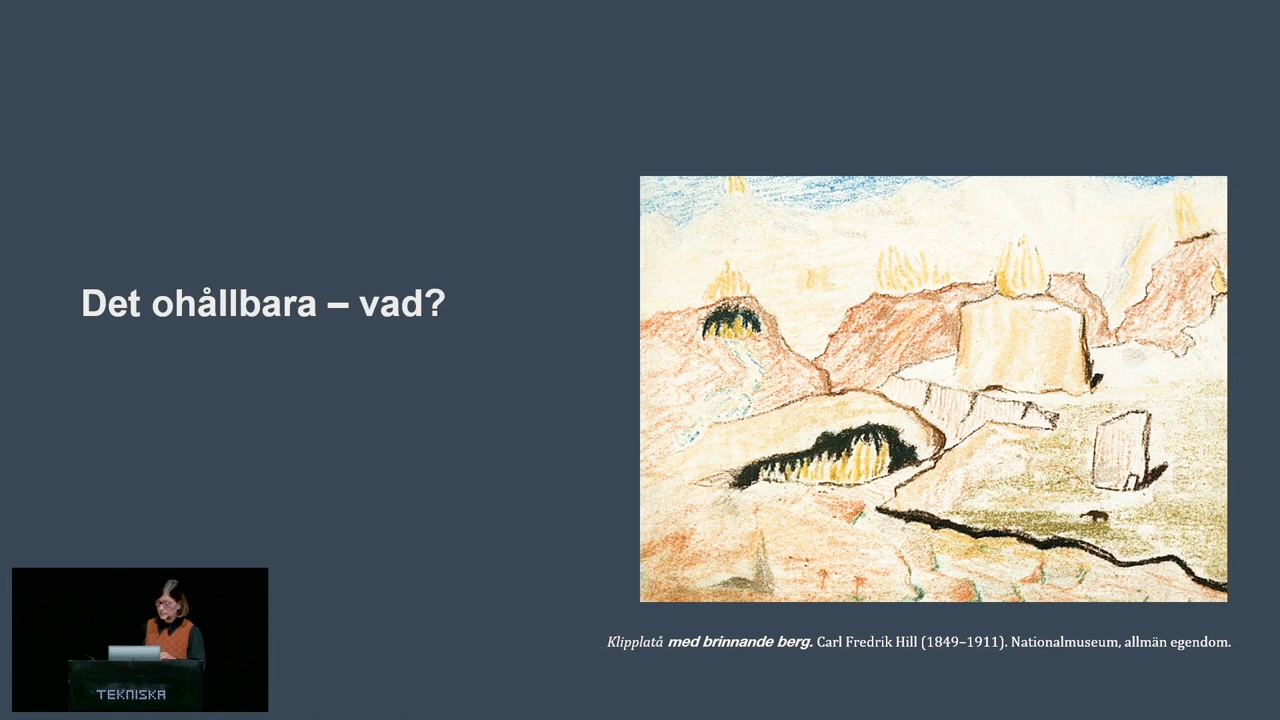 Det ohållbara – vad?
Klipplatå med brinnande berg. Carl Fredrik Hill (1849–1911). Nationalmuseum, allmän egendom.
TEKNISKA